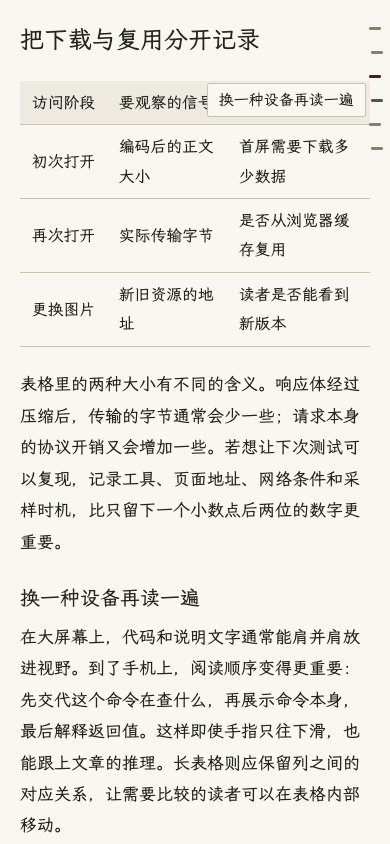 把下载与复用分开记录
换一种设备再读一遍
访问阶段 要观察的信号
初次打开 编码后的正文大小 首屏需要下载多少数据
再次打开 实际传输字节 是否从浏览器缓存复用
更换图片 新旧资源的地址 读者是否能看到新版本
表格里的两种大小有不同的含义。响应体经过
压缩后，传输的字节通常会少一些；请求本身
的协议开销又会增加一些。若想让下次测试可
以复现，记录工具、页面地址、网络条件和采
样时机，比只留下一个小数点后两位的数字更
重要。
换一种设备再读一遍
在大屏幕上，代码和说明文字通常能肩并肩放
进视野。到了手机上，阅读顺序变得更重要：
先交代这个命令在查什么，再展示命令本身，
最后解释返回值。这样即使手指只往下滑，也
能跟上文章的推理。长表格则应保留列之间的
对应关系，让需要比较的读者可以在表格内部
移动。